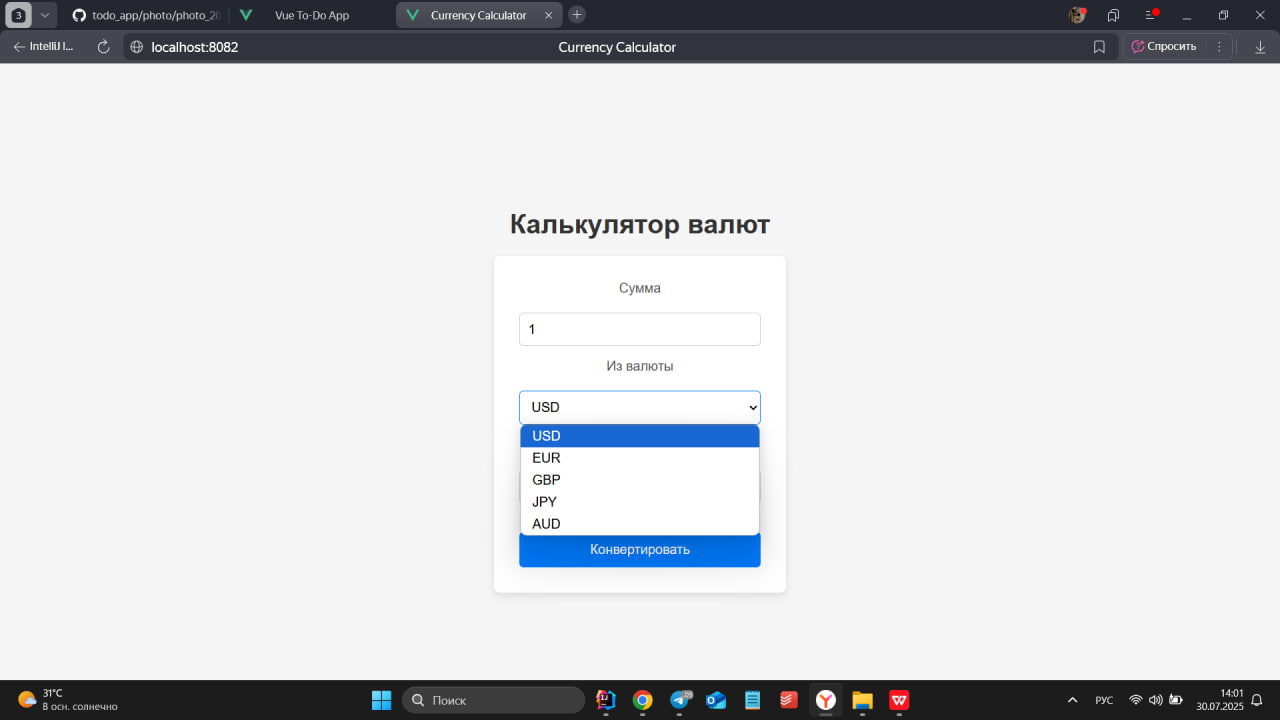 3
todo_app/photo/photo_20
Vue To-Do App
Currency Calculator
IntelliJ I...
localhost:8082
Currency Calculator
Спросить
Калькулятор валют
Сумма
1
Из валюты
USD
USD
EUR
GBP
JPY
AUD
Конвертировать
31°C
В осн. солнечно
Поиск
РУС
14:01
30.07.2025